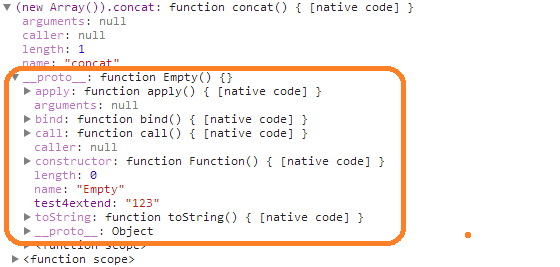 (new Array()).concat: function concat() { [native code] }
arguments: null
caller: null
length: 1
name: "concat"
__proto__: function Empty() {}
apply: function apply() { [native code] }
arguments: null
bind: function bind() { [native code] }
call: function call() { [native code] }
caller: null
constructor: function Function() { [native code] }
length: 0
name: "Empty"
test4extend: "123"
toString: function toString() { [native code] }
__proto__: Object
<function scope>
<function scope>